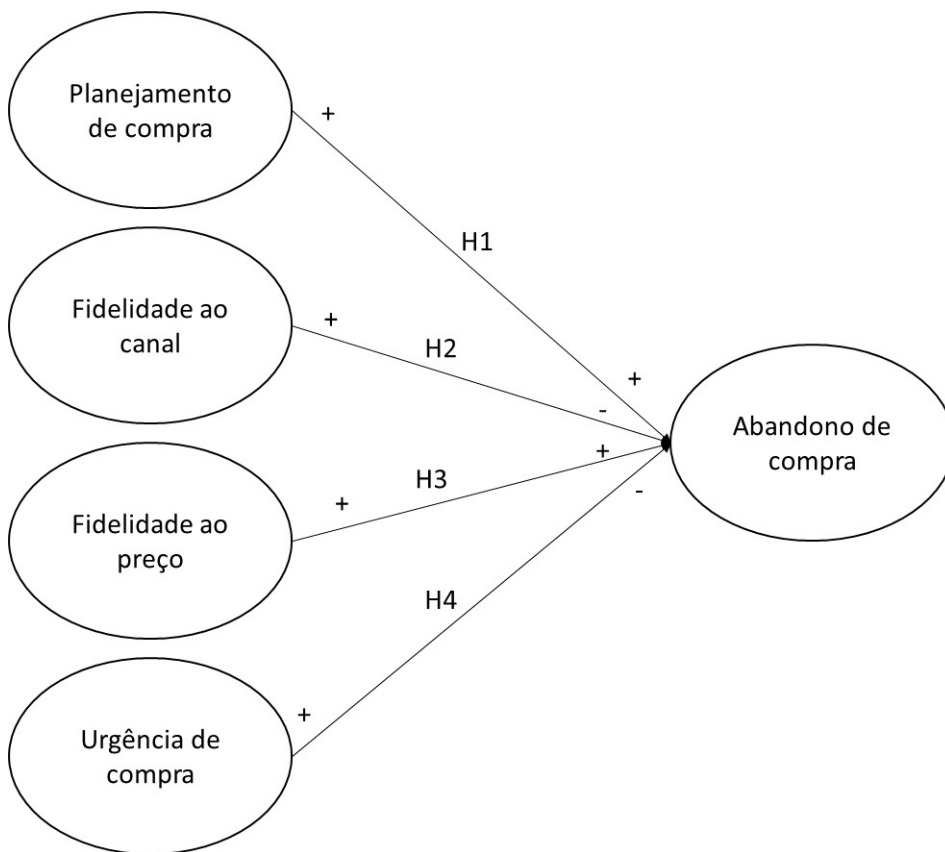 Planejamento
de compra
+
H1
Fidelidade ao
canal
+
H2
+
-
Abandono de
compra
Fidelidade ao
preço
+
H3
+
-
H4
Urgência de
compra
+